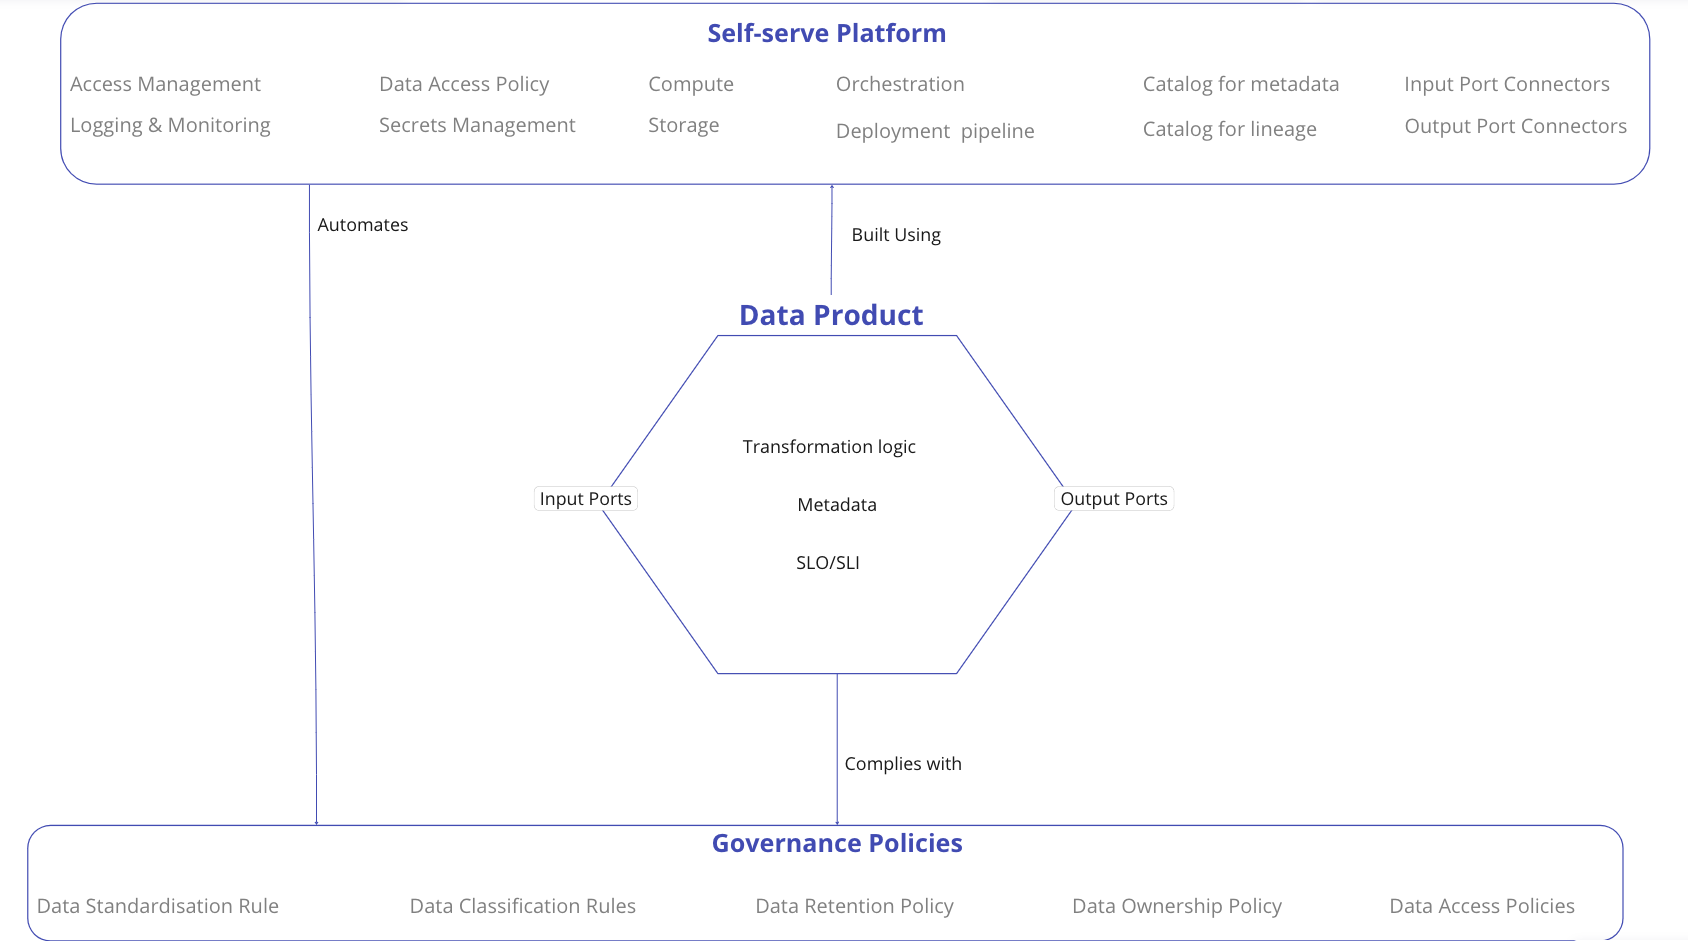 Self-serve Platform
Access Management Data Access Policy Compute Orchestration Catalog for metadata Input Port Connectors
Logging & Monitoring Secrets Management Storage Deployment  pipeline Catalog for lineage Output Port Connectors
Automates
Built Using
Data Product
Transformation logic
Input Ports Output Ports
Metadata
SLO/SLI
Complies with
Governance Policies
Data Standardisation Rule Data Classification Rules Data Retention Policy Data Ownership Policy Data Access Policies